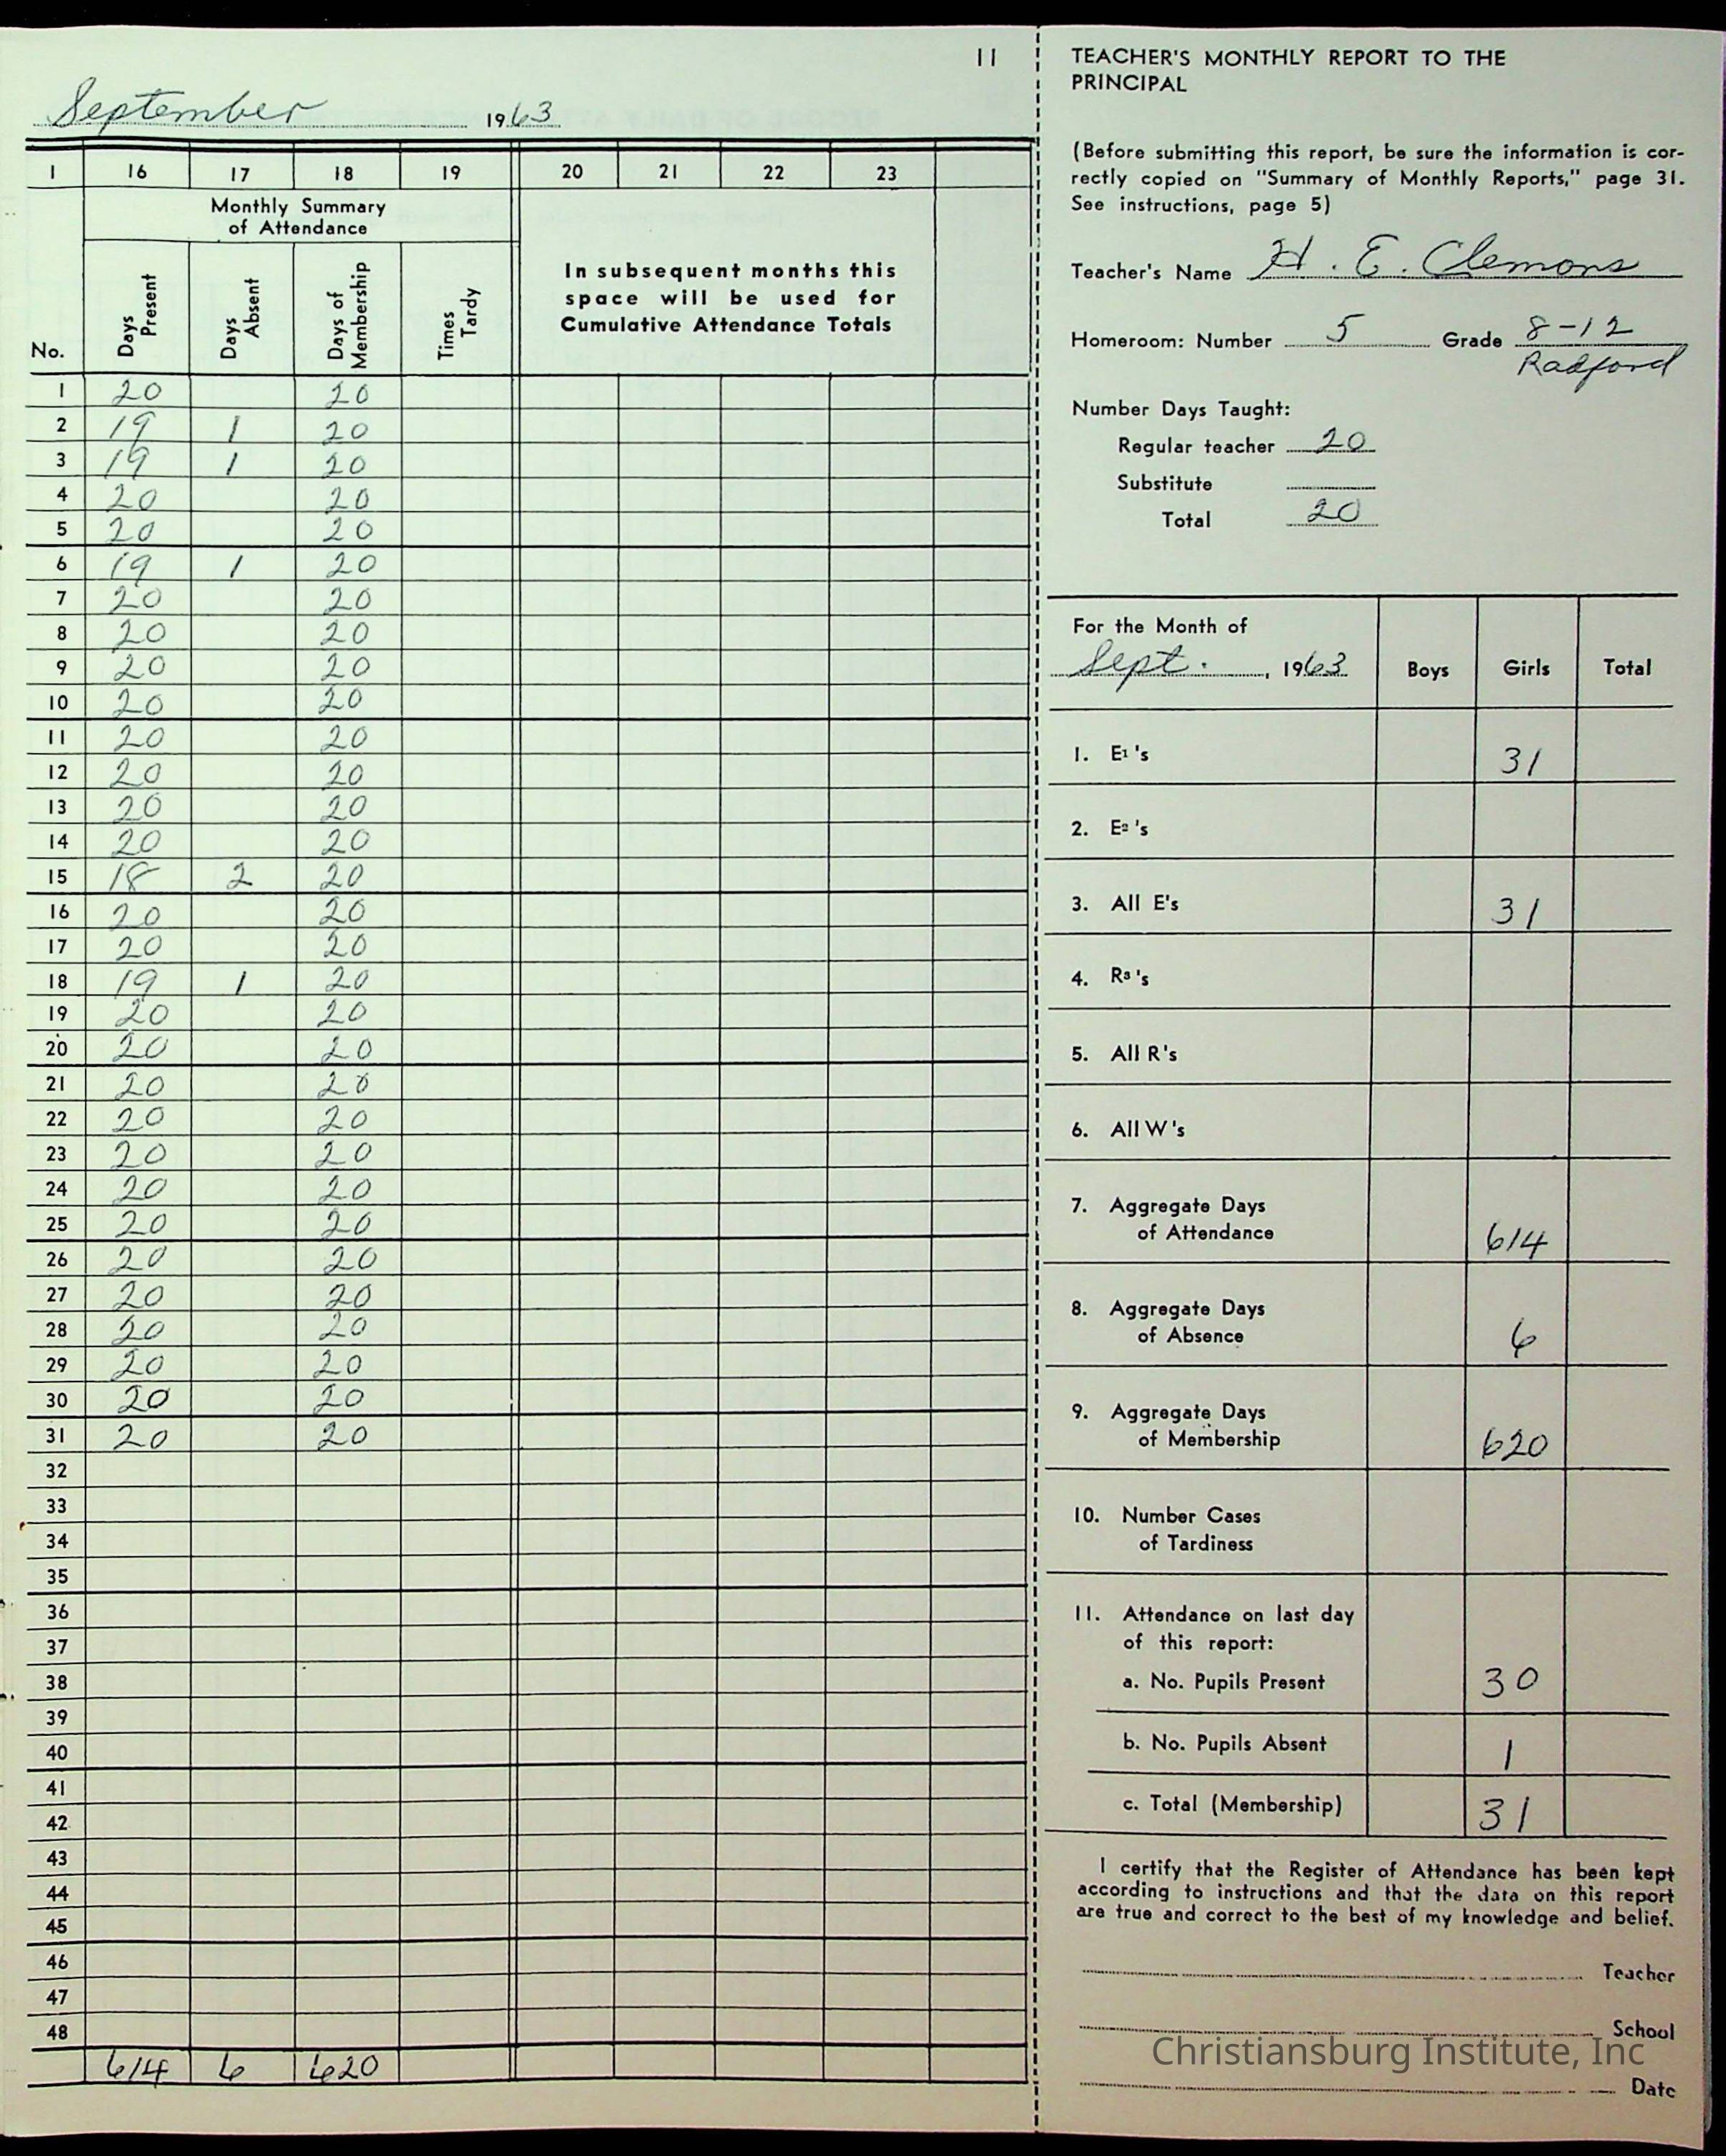 11
September 1963
1 16 17 18 19 20 21 22 23
Monthly Summary
of Attendance
No. Days Present Days Absent Days of Membership Times Tardy
In subsequent months this
space will be used for
Cumulative Attendance Totals
1 20 20
2 19 1 20
3 19 1 20
4 20 20
5 20 20
6 19 1 20
7 20 20
8 20 20
9 20 20
10 20 20
11 20 20
12 20 20
13 20 20
14 20 20
15 18 2 20
16 20 20
17 20 20
18 19 1 20
19 20 20
20 20 20
21 20 20
22 20 20
23 20 20
24 20 20
25 20 20
26 20 20
27 20 20
28 20 20
29 20 20
30 20 20
31 20 20
32
33
34
35
36
37
38
39
40
41
42
43
44
45
46
47
48
614 6 620
TEACHER'S MONTHLY REPORT TO THE
PRINCIPAL
(Before submitting this report, be sure the information is cor-
rectly copied on "Summary of Monthly Reports," page 31.
See instructions, page 5)
Teacher's Name H. E. Clemons
Homeroom: Number 5 Grade 8-12
Radford
Number Days Taught:
Regular teacher 20
Substitute
Total 20
For the Month of
Sept. , 1963 Boys Girls Total
1. E¹'s 31
2. E²'s
3. All E's 31
4. R³'s
5. All R's
6. All W's
7. Aggregate Days
of Attendance 614
8. Aggregate Days
of Absence 6
9. Aggregate Days
of Membership 620
10. Number Cases
of Tardiness
11. Attendance on last day
of this report:
a. No. Pupils Present 30
b. No. Pupils Absent 1
c. Total (Membership) 31
I certify that the Register of Attendance has been kept
according to instructions and that the data on this report
are true and correct to the best of my knowledge and belief.
Teacher
School
Christiansburg Institute, Inc
Date